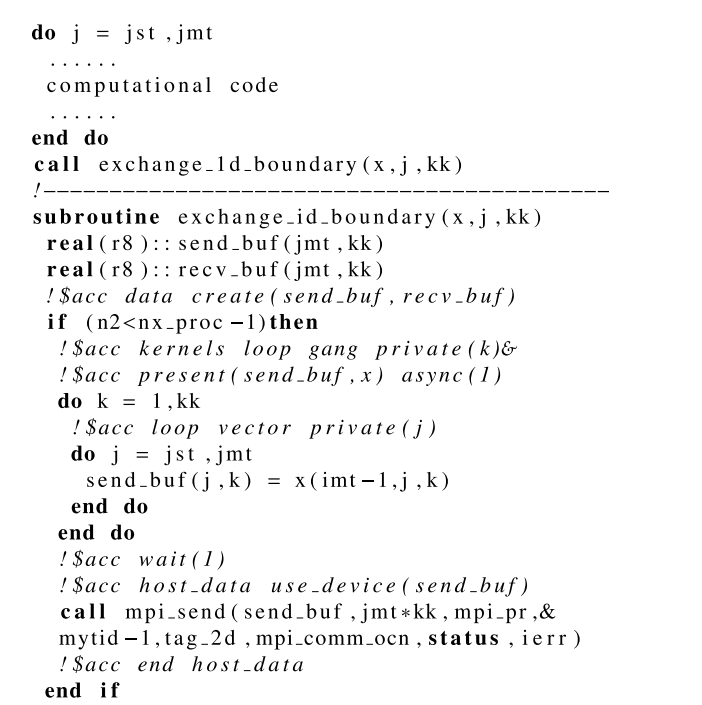 do j = jst ,jmt
......
computational code
......
end do
call exchange_1d_boundary(x,j,kk)
!-------------------------------------------
subroutine exchange_id_boundary(x,j,kk)
real(r8)::send_buf(jmt,kk)
real(r8)::recv_buf(jmt,kk)
!$acc data create(send_buf,recv_buf)
if (n2<nx_proc-1)then
!$acc kernels loop gang private(k)&
!$acc present(send_buf,x) async(1)
do k = 1,kk
!$acc loop vector private(j)
do j = jst ,jmt
send_buf(j,k) = x(imt-1,j,k)
end do
end do
!$acc wait(1)
!$acc host_data use_device(send_buf)
call mpi_send(send_buf,jmt*kk,mpi_pr,&
mytid-1,tag_2d,mpi_comm_ocn,status,ierr)
!$acc end host_data
end if